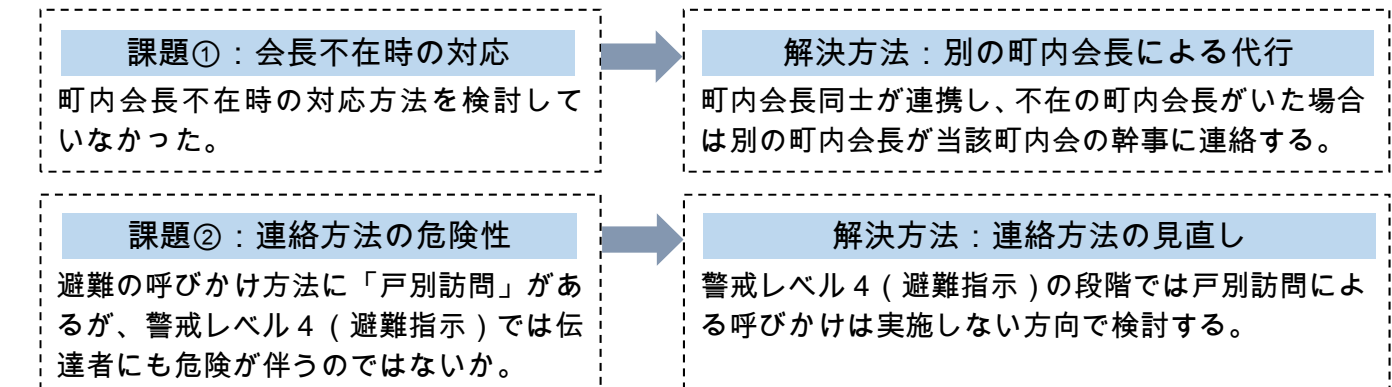 課題①：会長不在時の対応
町内会長不在時の対応方法を検討して
いなかった。
解決方法：別の町内会長による代行
町内会長同士が連携し、不在の町内会長がいた場合
は別の町内会長が当該町内会の幹事に連絡する。
課題②：連絡方法の危険性
避難の呼びかけ方法に「戸別訪問」があ
るが、警戒レベル４（避難指示）では伝
達者にも危険が伴うのではないか。
解決方法：連絡方法の見直し
警戒レベル４（避難指示）の段階では戸別訪問によ
る呼びかけは実施しない方向で検討する。